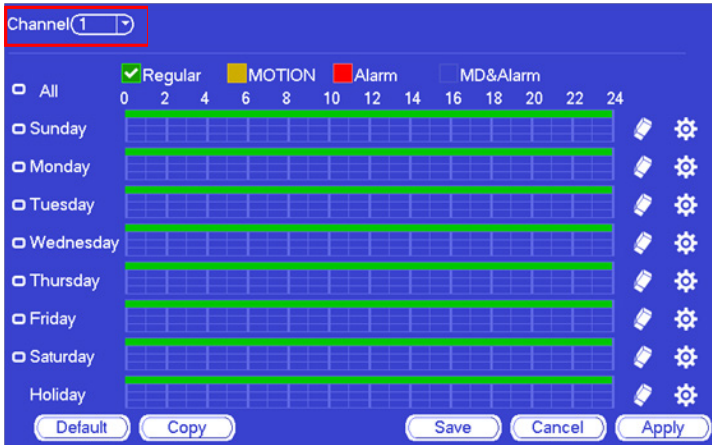 Channel 1
Regular MOTION Alarm MD&Alarm
All
0 2 4 6 8 10 12 14 16 18 20 22 24
Sunday
Monday
Tuesday
Wednesday
Thursday
Friday
Saturday
Holiday
Default Copy Save Cancel Apply